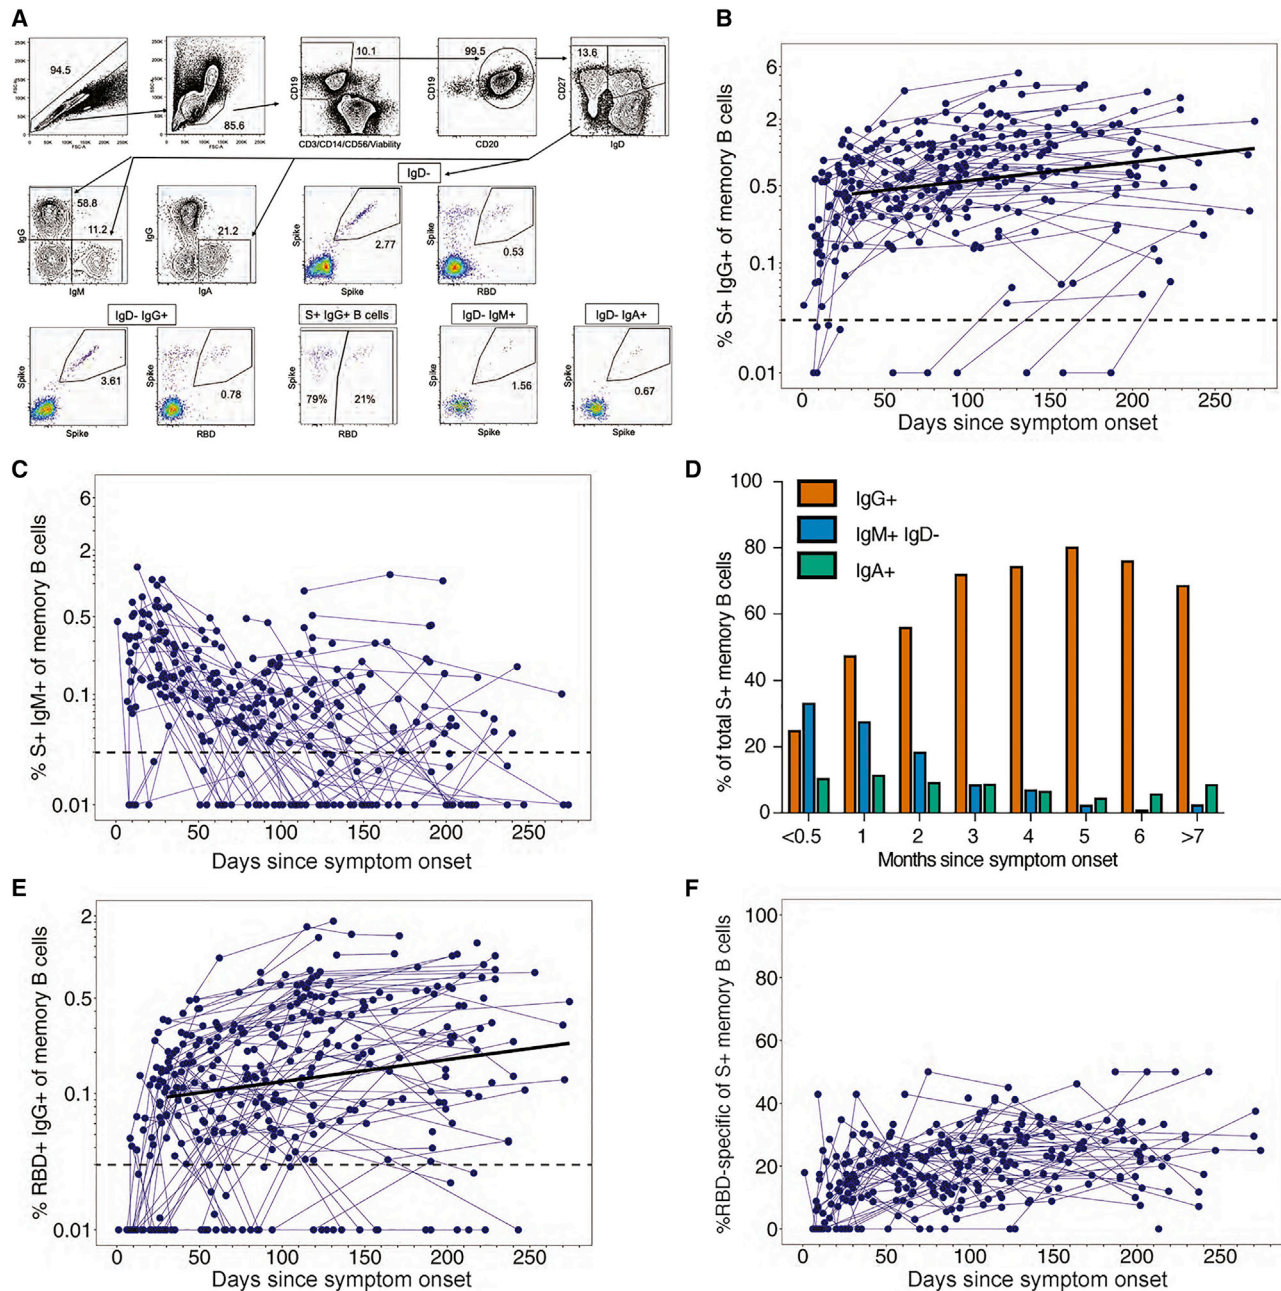 A
94.5
85.6
10.1
99.5
13.6
250K
200K
150K
100K
50K
0
FSC-A
CD19
CD3/CD14/CD56/Viability
CD19
CD20
CD27
IgD
IgD-
58.8
11.2
IgG
IgM
21.2
IgG
IgA
Spike
2.77
Spike
Spike
0.53
RBD
IgD- IgG+
S+ IgG+ B cells
IgD- IgM+
IgD- IgA+
Spike
3.61
Spike
Spike
0.78
RBD
Spike
79%
21%
RBD
Spike
1.56
Spike
Spike
0.67
Spike
B
% S+ IgG+ of memory B cells
6
2
0.5
0.1
0.01
0 50 100 150 200 250
Days since symptom onset
C
% S+ IgM+ of memory B cells
6
2
0.5
0.1
0.01
0 50 100 150 200 250
Days since symptom onset
D
% of total S+ memory B cells
100
80
60
40
20
0
IgG+
IgM+ IgD-
IgA+
<0.5 1 2 3 4 5 6 >7
Months since symptom onset
E
% RBD+ IgG+ of memory B cells
2
0.5
0.1
0.01
0 50 100 150 200 250
Days since symptom onset
F
%RBD-specific of S+ memory B cells
100
80
60
40
20
0
0 50 100 150 200 250
Days since symptom onset